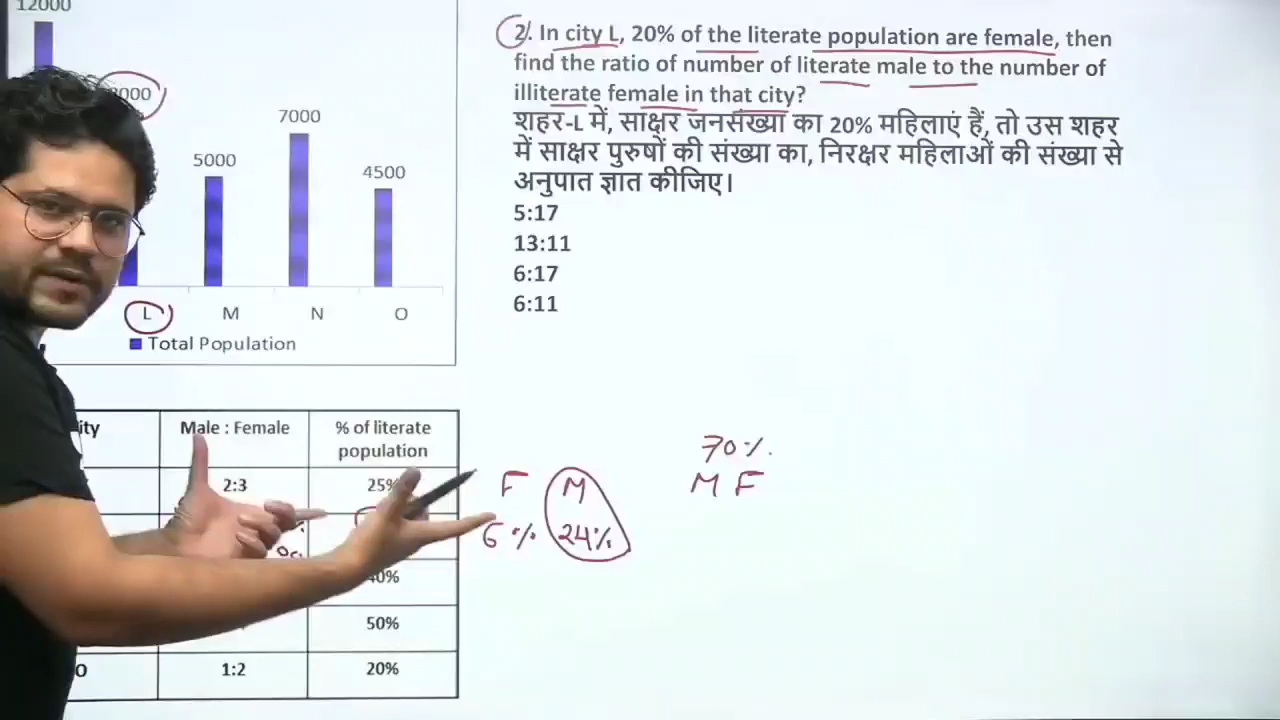 12000
000
7000
5000
4500
L M N O
Total Population
2. In city L, 20% of the literate population are female, then
find the ratio of number of literate male to the number of
illiterate female in that city?
शहर-L में, साक्षर जनसंख्या का 20% महिलाएं हैं, तो उस शहर
में साक्षर पुरुषों की संख्या का, निरक्षर महिलाओं की संख्या से
अनुपात ज्ञात कीजिए।
5:17
13:11
6:17
6:11
ity Male : Female % of literate
population
2:3 25%
40%
50%
O 1:2 20%
F M
6% 24%
70%.
M F